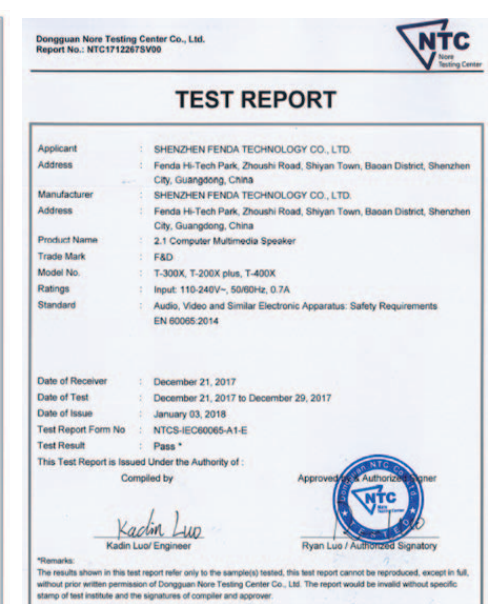 Dongguan Nore Testing Center Co., Ltd.
Report No.: NTC1712267SV00
NTC
Nore
Testing Center
TEST REPORT
Applicant : SHENZHEN FENDA TECHNOLOGY CO., LTD.
Address : Fenda Hi-Tech Park, Zhoushi Road, Shiyan Town, Baoan District, Shenzhen
City, Guangdong, China
Manufacturer : SHENZHEN FENDA TECHNOLOGY CO., LTD.
Address : Fenda Hi-Tech Park, Zhoushi Road, Shiyan Town, Baoan District, Shenzhen
City, Guangdong, China
Product Name : 2.1 Computer Multimedia Speaker
Trade Mark : F&D
Model No. : T-300X, T-200X plus, T-400X
Ratings : Input: 110-240V~, 50/60Hz, 0.7A
Standard : Audio, Video and Similar Electronic Apparatus: Safety Requirements
EN 60065:2014
Date of Receiver : December 21, 2017
Date of Test : December 21, 2017 to December 29, 2017
Date of Issue : January 03, 2018
Test Report Form No : NTCS-IEC60065-A1-E
Test Result : Pass *
This Test Report is Issued Under the Authority of :
Compiled by Approved by & Authorized Signer
Kadin Luo
NTC
Kadin Luo/ Engineer Ryan Luo / Authorized Signatory
*Remarks:
The results shown in this test report refer only to the sample(s) tested, this test report cannot be reproduced, except in full,
without prior written permission of Dongguan Nore Testing Center Co., Ltd. The report would be invalid without specific
stamp of test institute and the signatures of compiler and approver.